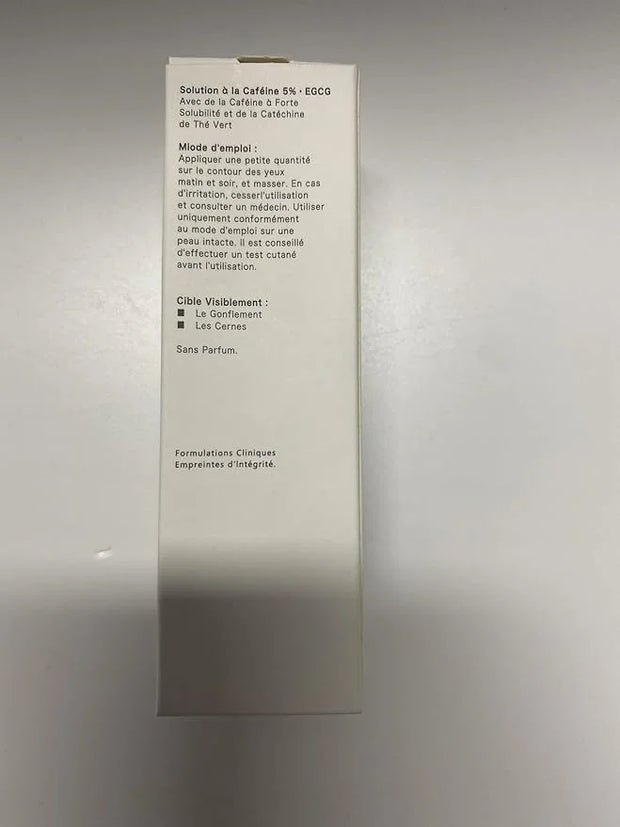 Solution à la Caféine 5% · EGCG
Avec de la Caféine à Forte
Solubilité et de la Catéchine
de Thé Vert
Miode d'emploi :
Appliquer une petite quantité
sur le contour des yeux
matin et soir, et masser. En cas
d'irritation, cesserl'utilisation
et consulter un médecin. Utiliser
uniquement conformément
au mode d'emploi sur une
peau intacte. Il est conseillé
d'effectuer un test cutané
avant l'utilisation.
Cible Visiblement :
■ Le Gonflement
■ Les Cernes
Sans Parfum.
Formulations Cliniques
Empreintes d'Intégrité.